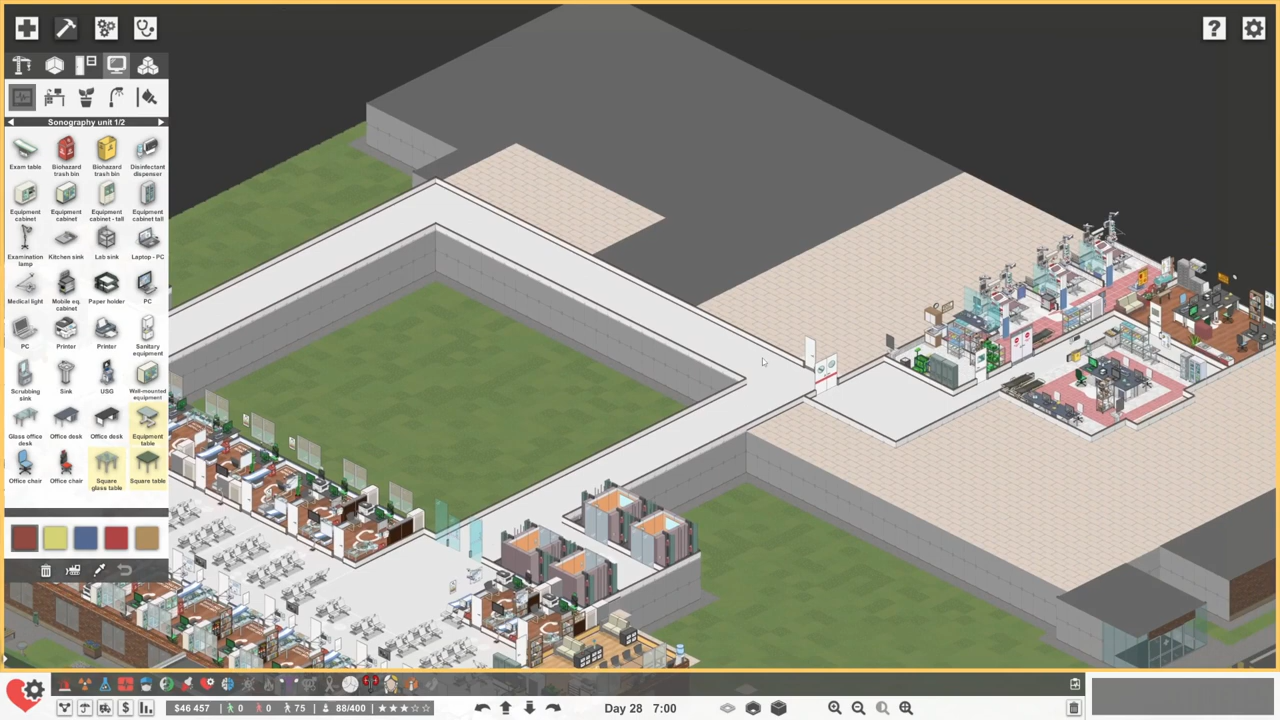 ?
Sonography unit 1/2
Exam table
Biohazard trash bin
Biohazard trash bin
Disinfectant dispenser
Equipment cabinet
Equipment cabinet
Equipment cabinet - tall
Equipment cabinet tall
Examination lamp
Kitchen sink
Lab sink
Laptop - PC
Medical light
Mobile eq. cabinet
Paper holder
PC
PC
Printer
Printer
Sanitary equipment
Scrubbing sink
Sink
USG
Wall-mounted equipment
Glass office desk
Office desk
Office desk
Equipment table
Office chair
Office chair
Square glass table
Square table
$46 457
0
0
75
88/400
Day 28 7:00